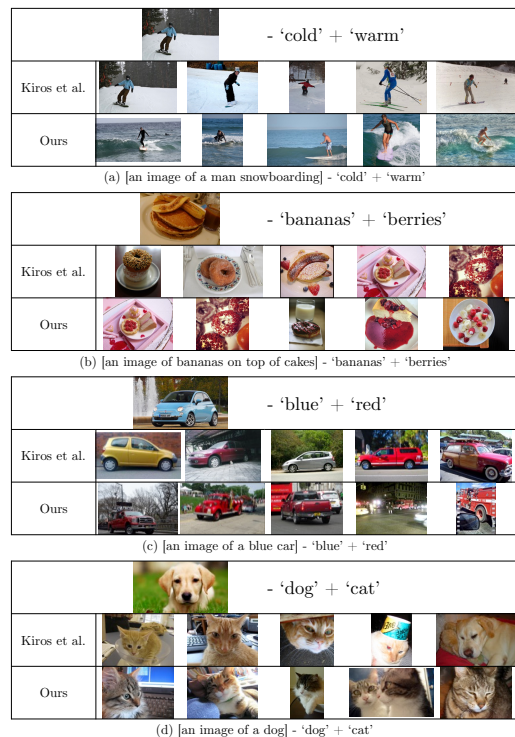 - ‘cold’ + ‘warm’
Kiros et al.
Ours
(a) [an image of a man snowboarding] - ‘cold’ + ‘warm’
- ‘bananas’ + ‘berries’
Kiros et al.
Ours
(b) [an image of bananas on top of cakes] - ‘bananas’ + ‘berries’
- ‘blue’ + ‘red’
Kiros et al.
Ours
(c) [an image of a blue car] - ‘blue’ + ‘red’
- ‘dog’ + ‘cat’
Kiros et al.
Ours
(d) [an image of a dog] - ‘dog’ + ‘cat’